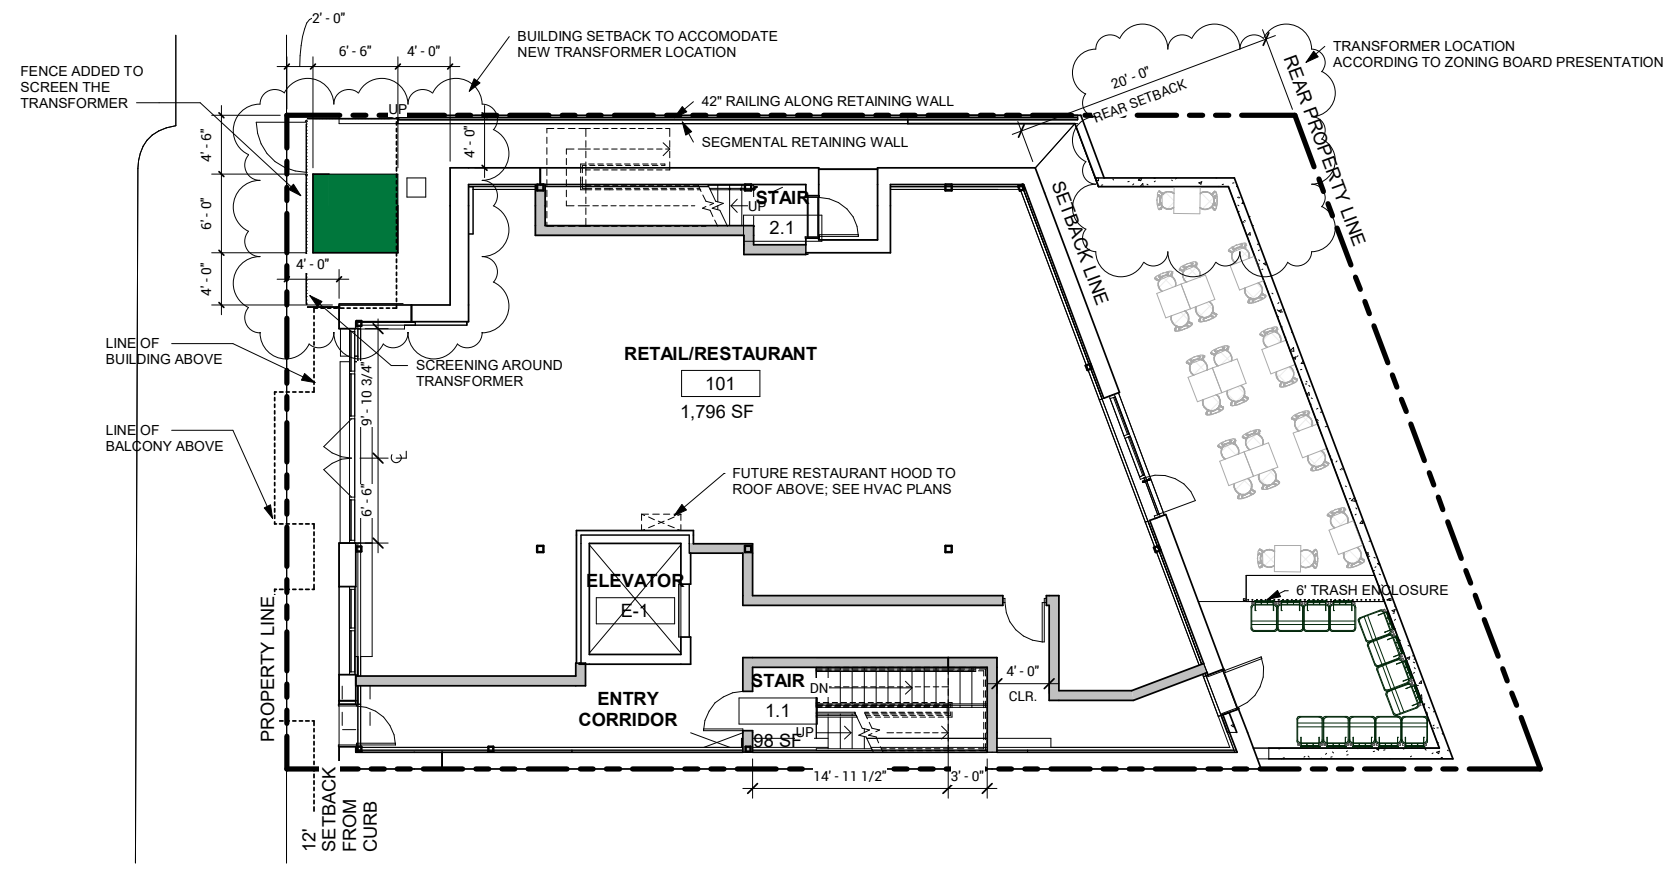 2' - 0"
6' - 6"
4' - 0"
BUILDING SETBACK TO ACCOMODATE
NEW TRANSFORMER LOCATION
TRANSFORMER LOCATION
ACCORDING TO ZONING BOARD PRESENTATION
FENCE ADDED TO
SCREEN THE
TRANSFORMER
20' - 0"
REAR SETBACK
REAR PROPERTY LINE
UP
42" RAILING ALONG RETAINING WALL
SEGMENTAL RETAINING WALL
4' - 6"
4' - 0"
6' - 0"
4' - 0"
4' - 0"
STAIR
UP
2.1
SETBACK LINE
LINE OF
BUILDING ABOVE
SCREENING AROUND
TRANSFORMER
RETAIL/RESTAURANT
101
1,796 SF
9' - 10 3/4"
LINE OF
BALCONY ABOVE
CL
6' - 6"
FUTURE RESTAURANT HOOD TO
ROOF ABOVE; SEE HVAC PLANS
ELEVATOR
E-1
6' TRASH ENCLOSURE
PROPERTY LINE
ENTRY
CORRIDOR
STAIR
DN
1.1
UP
98 SF
4' - 0"
CLR.
14' - 11 1/2"
3' - 0"
12'
SETBACK
FROM
CURB